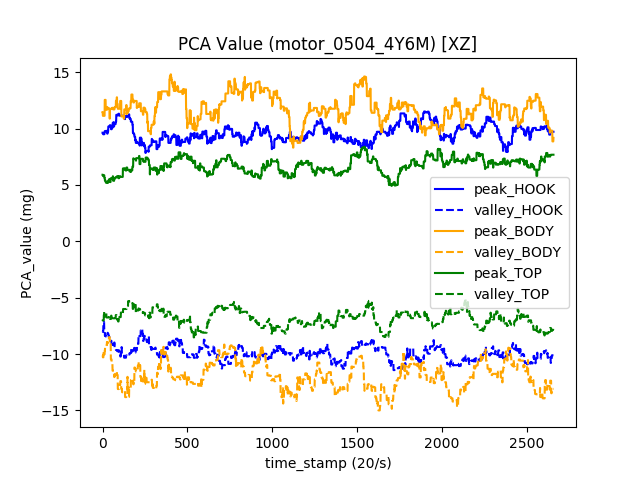 PCA Value (motor_0504_4Y6M) [XZ]
PCA_value (mg)
15
10
5
0
−5
−10
−15
peak_HOOK
valley_HOOK
peak_BODY
valley_BODY
peak_TOP
valley_TOP
0
500
1000
1500
2000
2500
time_stamp (20/s)